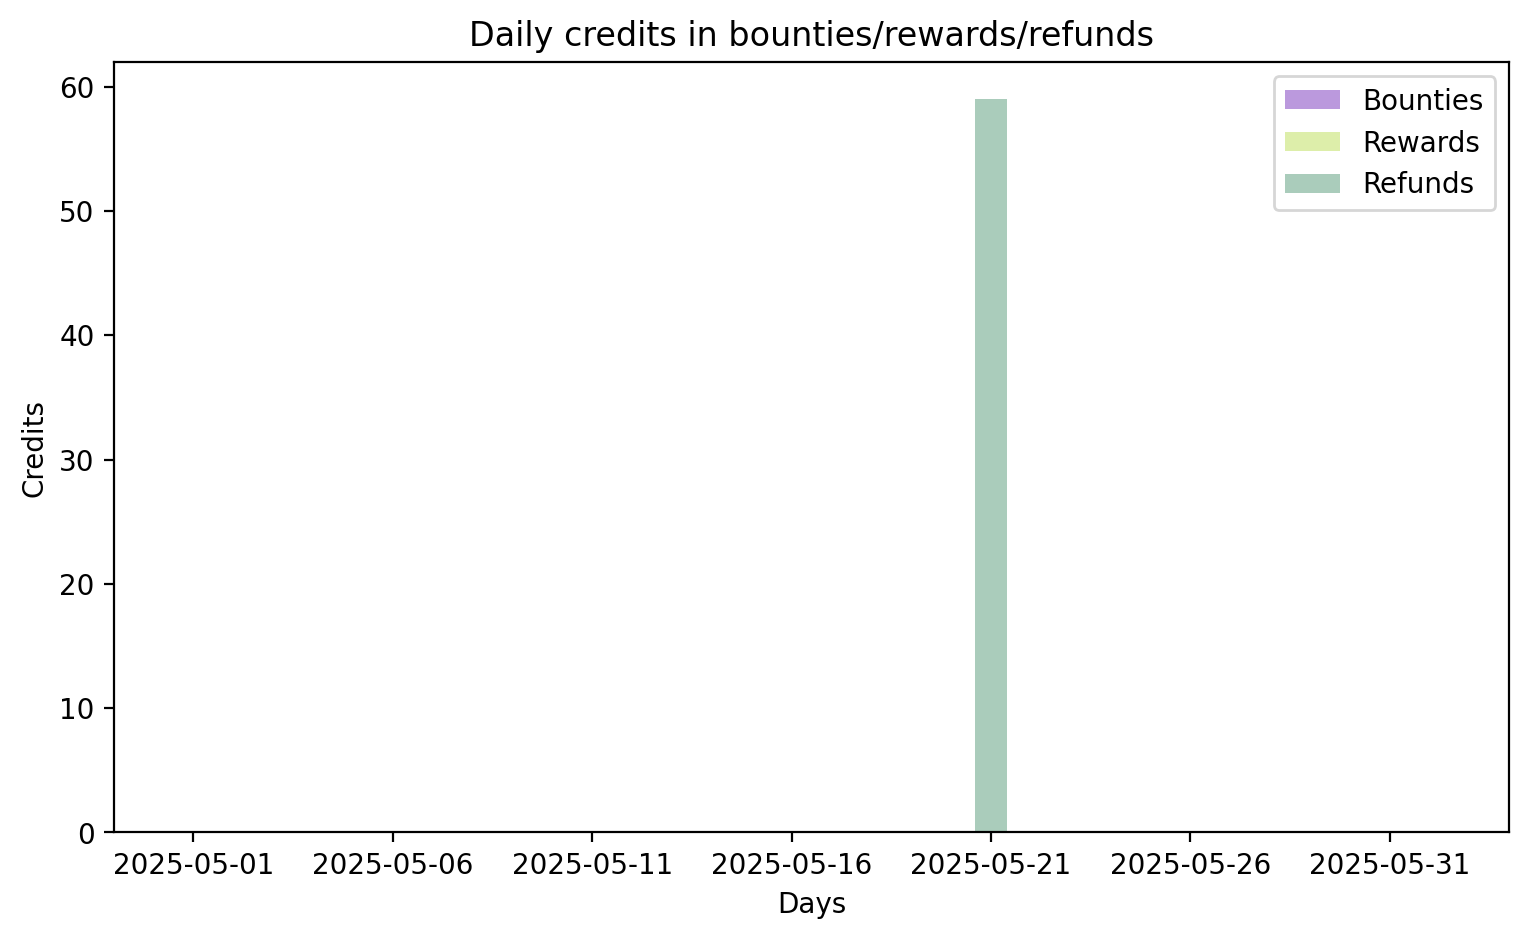 Daily credits in bounties/rewards/refunds
60
50
40
30
20
10
0
Credits
Bounties
Rewards
Refunds
2025-05-01 2025-05-06 2025-05-11 2025-05-16 2025-05-21 2025-05-26 2025-05-31
Days